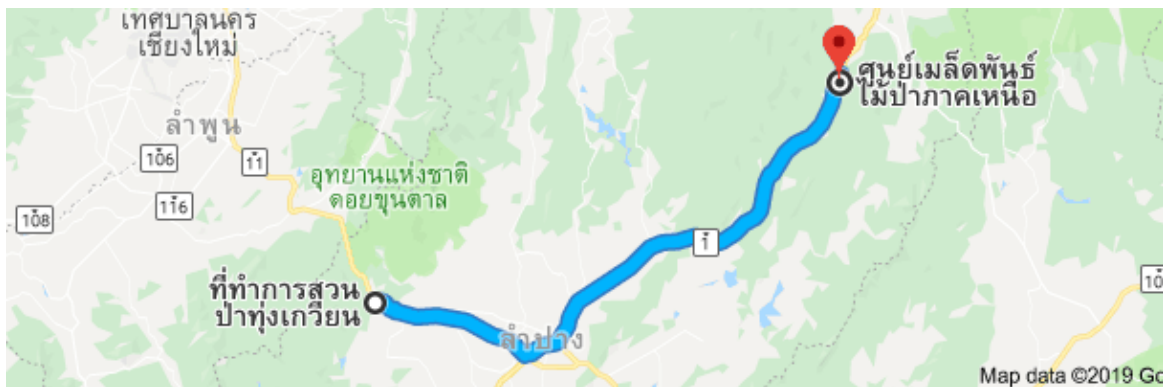 เทศบาลนคร
เชียงใหม่
ศูนย์เมล็ดพันธุ์
ไม้ป่าภาคเหนือ
ลำพูน
106
11
อุทยานแห่งชาติ
ดอยขุนตาล
116
108
1
ที่ทำการสวน
ป่าทุ่งเกวียน
ลำปาง
10
Map data ©2019 Go